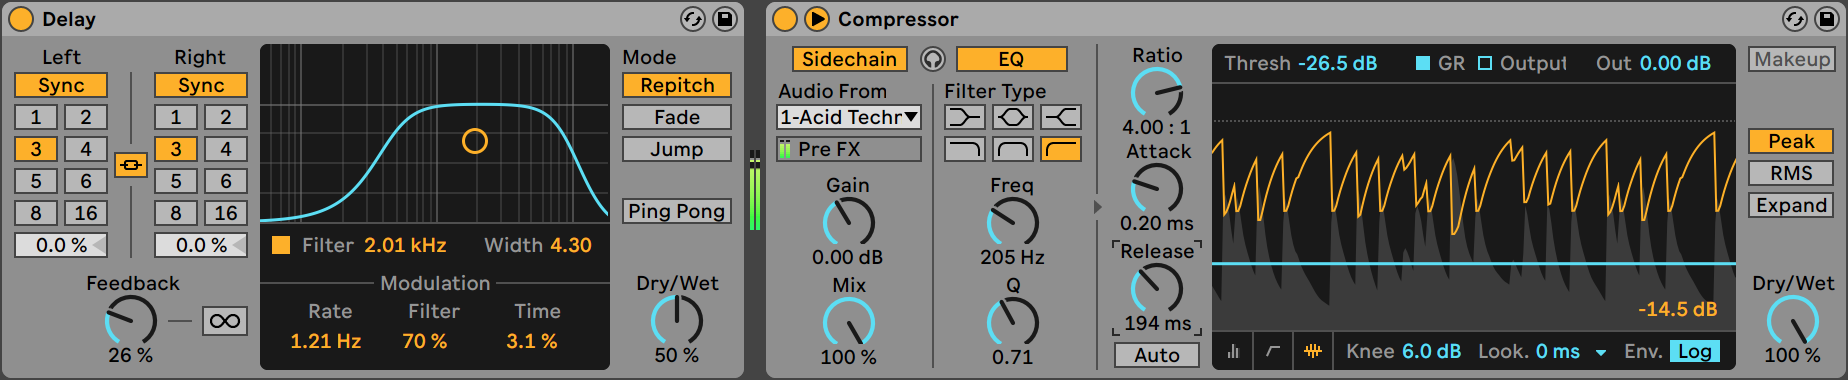 Delay
Left
Right
Sync
Sync
1 2
1 2
3 4
3 4
5 6
5 6
8 16
8 16
0.0 %
0.0 %
Feedback
26 %
Filter 2.01 kHz Width 4.30
Modulation
Rate Filter Time
1.21 Hz 70 % 3.1 %
Mode
Repitch
Fade
Jump
Ping Pong
Dry/Wet
50 %
Compressor
Sidechain
EQ
Audio From
1-Acid Techr
Pre FX
Gain
0.00 dB
Mix
100 %
Filter Type
Freq
205 Hz
Q
0.71
Ratio
4.00 : 1
Attack
0.20 ms
Release
194 ms
Auto
Thresh -26.5 dB GR Output Out 0.00 dB
-14.5 dB
Knee 6.0 dB Look. 0 ms Env. Log
Makeup
Peak
RMS
Expand
Dry/Wet
100 %